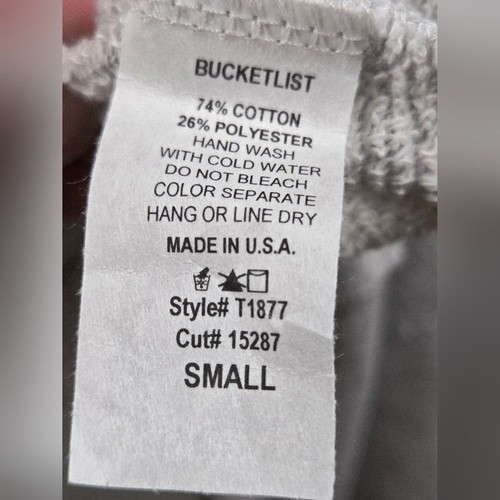 BUCKETLIST
74% COTTON
26% POLYESTER
HAND WASH
WITH COLD WATER
DO NOT BLEACH
COLOR SEPARATE
HANG OR LINE DRY
MADE IN U.S.A.
Style# T1877
Cut# 15287
SMALL